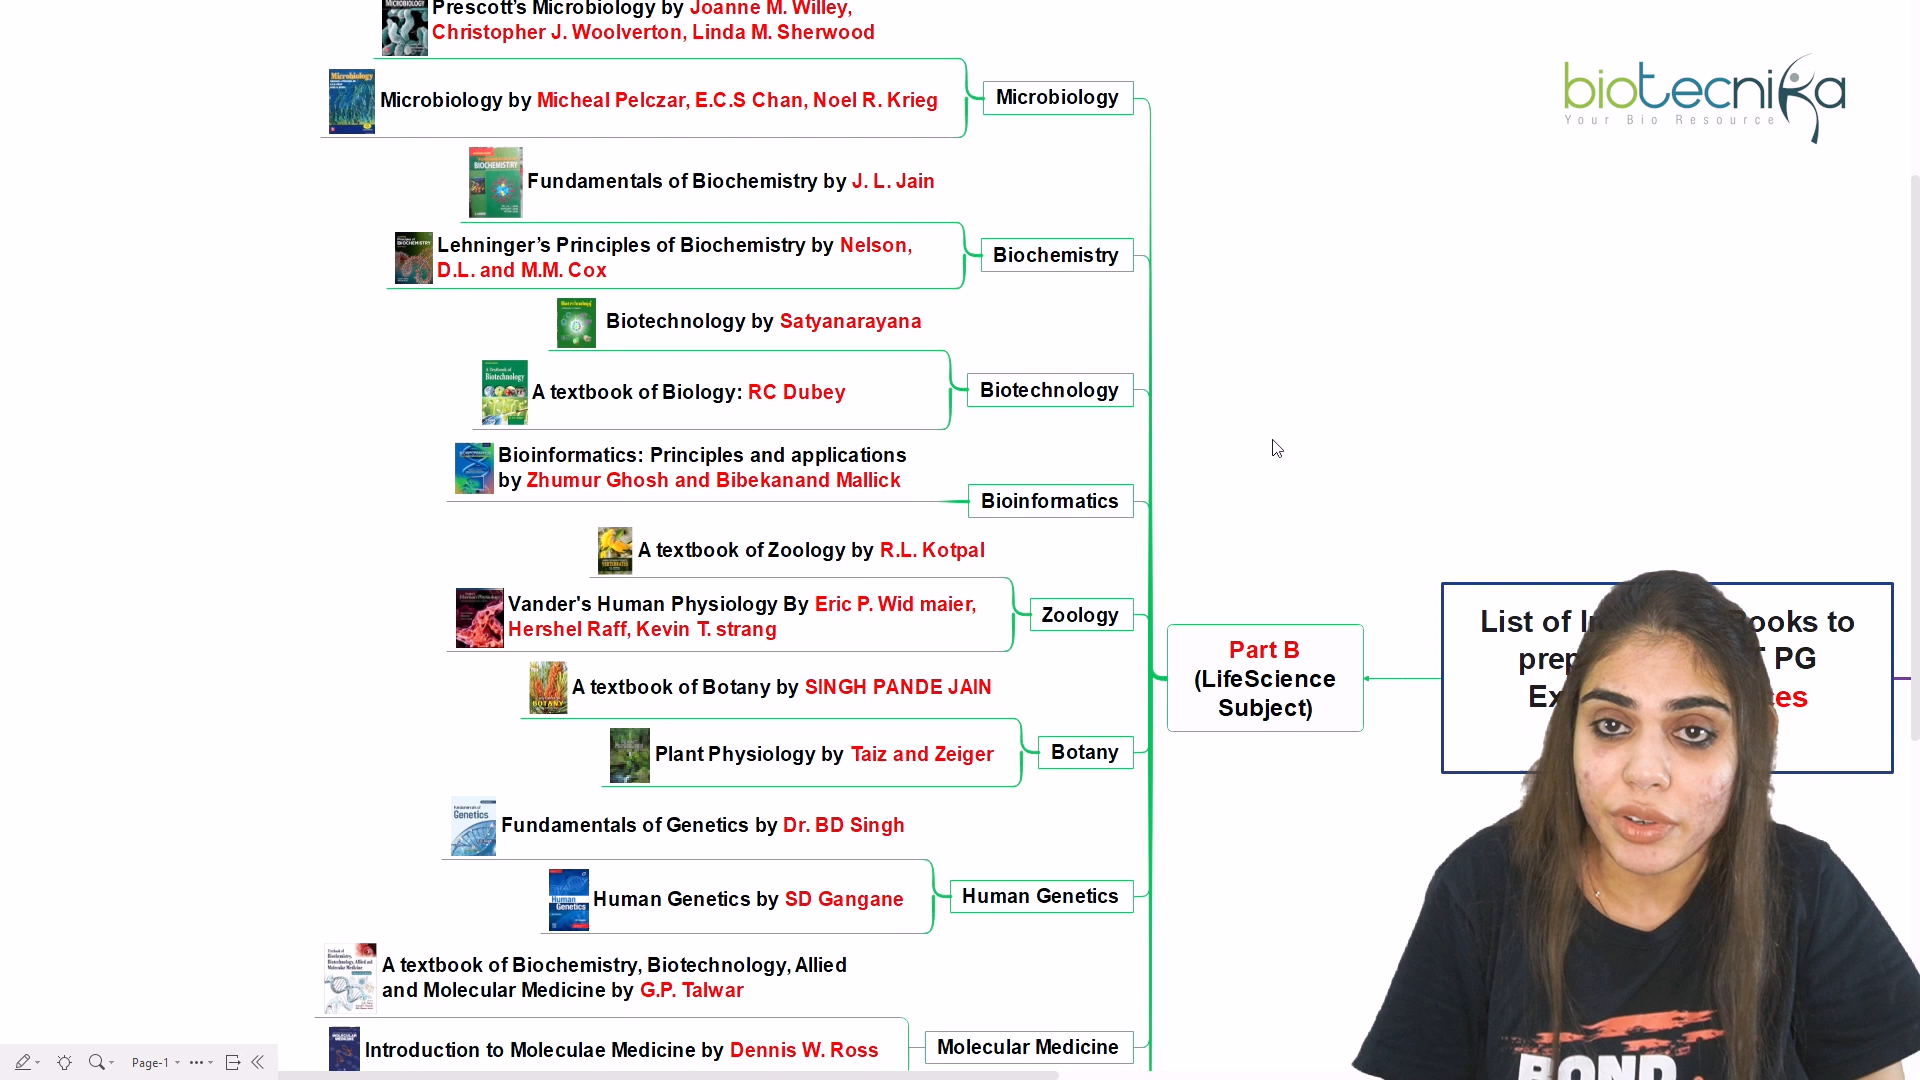 Prescott's Microbiology by Joanne M. Willey,
Christopher J. Woolverton, Linda M. Sherwood
Microbiology by Micheal Pelczar, E.C.S Chan, Noel R. Krieg
Microbiology
Fundamentals of Biochemistry by J. L. Jain
Lehninger's Principles of Biochemistry by Nelson,
D.L. and M.M. Cox
Biochemistry
Biotechnology by Satyanarayana
A textbook of Biology: RC Dubey
Biotechnology
Bioinformatics: Principles and applications
by Zhumur Ghosh and Bibekanand Mallick
Bioinformatics
A textbook of Zoology by R.L. Kotpal
Vander's Human Physiology By Eric P. Wid maier,
Hershel Raff, Kevin T. strang
Zoology
A textbook of Botany by SINGH PANDE JAIN
Plant Physiology by Taiz and Zeiger
Botany
Fundamentals of Genetics by Dr. BD Singh
Human Genetics by SD Gangane
Human Genetics
A textbook of Biochemistry, Biotechnology, Allied
and Molecular Medicine by G.P. Talwar
Introduction to Moleculae Medicine by Dennis W. Ross
Molecular Medicine
Part B
(LifeScience
Subject)
List of
to
PG
biotecnika
Your Bio Resource
BOND
Page-1